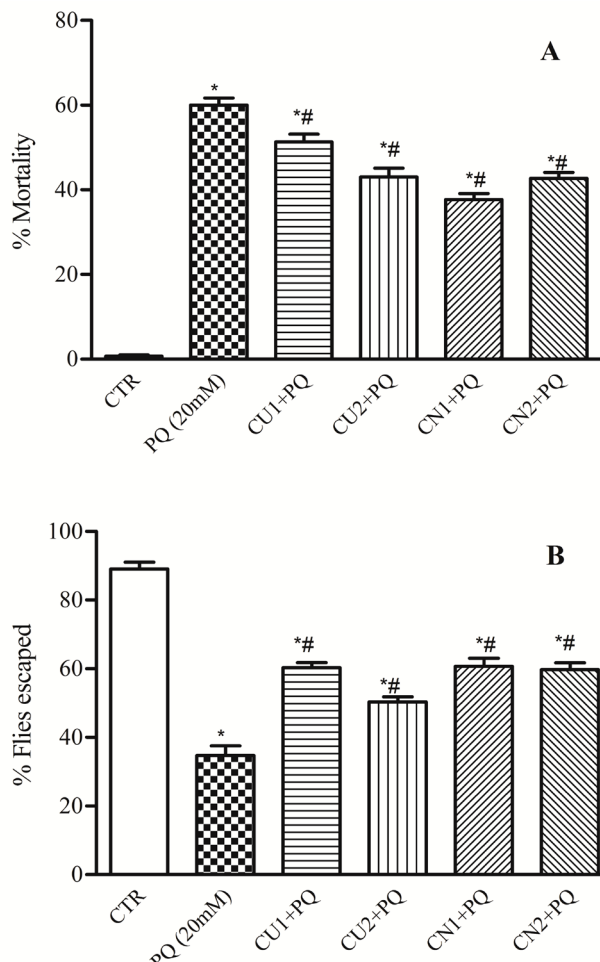 80
A
*
*#
*#
*#
*#
60
40
20
0
% Mortality
CTR
PQ (20mM)
CU1+PQ
CU2+PQ
CN1+PQ
CN2+PQ
100
B
80
*#
*#
*#
*#
60
*
40
20
0
% Flies escaped
CTR
PQ (20mM)
CU1+PQ
CU2+PQ
CN1+PQ
CN2+PQ